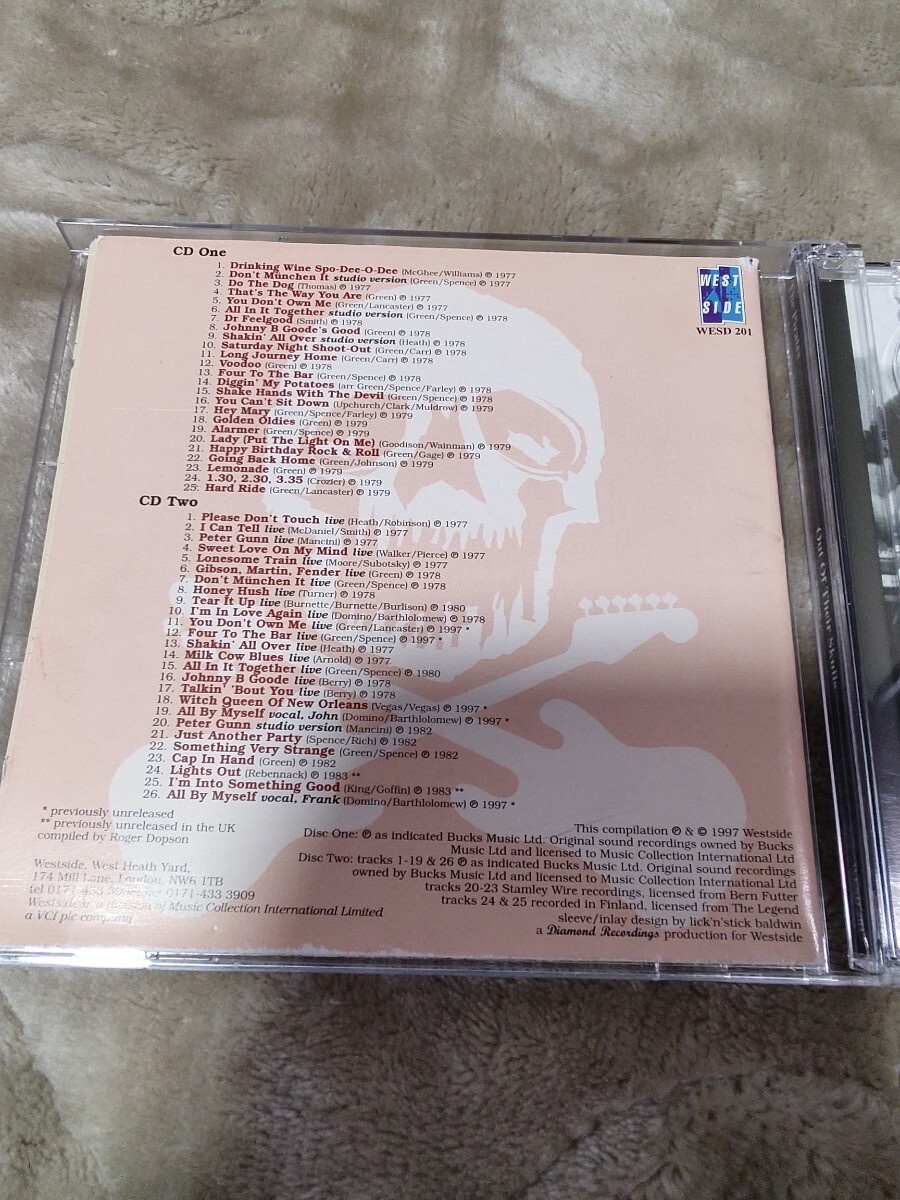 CD One
1. Drinking Wine Spo-Dee-O-Dee (McGhee/Williams) ℗ 1977
2. Don't München It studio version (Green/Spence) ℗ 1977
3. Do The Dog (Thomas) ℗ 1977
4. That's The Way You Are (Green) ℗ 1977
5. You Don't Own Me (Green/Lancaster) ℗ 1977
6. All In It Together studio version (Green/Spence) ℗ 1978
7. Dr Feelgood (Smith) ℗ 1978
8. Johnny B Goode's Good (Green) ℗ 1978
9. Shakin' All Over studio version (Heath) ℗ 1978
10. Saturday Night Shoot-Out (Green/Carr) ℗ 1978
11. Long Journey Home (Green/Carr) ℗ 1978
12. Voodoo (Green) ℗ 1978
13. Four To The Bar (Green/Spence) ℗ 1978
14. Diggin' My Potatoes (arr Green/Spence/Farley) ℗ 1978
15. Shake Hands With The Devil (Green/Spence) ℗ 1978
16. You Can't Sit Down (Upchurch/Clark/Muldrow) ℗ 1979
17. Hey Mary (Green/Spence/Farley) ℗ 1979
18. Golden Oldies (Green) ℗ 1979
19. Alarmer (Green/Spence) ℗ 1979
20. Lady (Put The Light On Me) (Goodison/Wainman) ℗ 1979
21. Happy Birthday Rock & Roll (Green/Gage) ℗ 1979
22. Going Back Home (Green/Johnson) ℗ 1979
23. Lemonade (Green) ℗ 1979
24. 1.30, 2.30, 3.35 (Crozier) ℗ 1979
25. Hard Ride (Green/Lancaster) ℗ 1979
CD Two
1. Please Don't Touch live (Heath/Robinson) ℗ 1977
2. I Can Tell live (McDaniel/Smith) ℗ 1977
3. Peter Gunn live (Mancini) ℗ 1977
4. Sweet Love On My Mind live (Walker/Pierce) ℗ 1977
5. Lonesome Train live (Moore/Subotsky) ℗ 1977
6. Gibson, Martin, Fender live (Green) ℗ 1978
7. Don't München It live (Green/Spence) ℗ 1978
8. Honey Hush live (Turner) ℗ 1978
9. Tear It Up live (Burnette/Burnette/Burlison) ℗ 1980
10. I'm In Love Again live (Domino/Barthlolomew) ℗ 1978
11. You Don't Own Me live (Green/Lancaster) ℗ 1997 *
12. Four To The Bar live (Green/Spence) ℗ 1997 *
13. Shakin' All Over live (Heath) ℗ 1977
14. Milk Cow Blues live (Arnold) ℗ 1977
15. All In It Together live (Green/Spence) ℗ 1980
16. Johnny B Goode live (Berry) ℗ 1978
17. Talkin' 'Bout You live (Berry) ℗ 1978
18. Witch Queen Of New Orleans (Vegas/Vegas) ℗ 1997 *
19. All By Myself vocal, John (Domino/Barthlolomew) ℗ 1997 *
20. Peter Gunn studio version (Mancini) ℗ 1982
21. Just Another Party (Spence/Rich) ℗ 1982
22. Something Very Strange (Green/Spence) ℗ 1982
23. Cap In Hand (Green) ℗ 1982
24. Lights Out (Rebennack) ℗ 1983 **
25. I'm Into Something Good (King/Goffin) ℗ 1983 **
26. All By Myself vocal, Frank (Domino/Barthlolomew) ℗ 1997 *
* previously unreleased
** previously unreleased in the UK
compiled by Roger Dopson
Westside, West Heath Yard,
174 Mill Lane, London, NW6 1TB
tel 0171-433 fax 0171-433 3909
Westside is a division of Music Collection International Limited
a VCI plc company
This compilation ℗ & © 1997 Westside
Disc One: ℗ as indicated Bucks Music Ltd. Original sound recordings owned by Bucks
Music Ltd and licensed to Music Collection International Ltd
Disc Two: tracks 1-19 & 26 ℗ as indicated Bucks Music Ltd. Original sound recordings
owned by Bucks Music Ltd and licensed to Music Collection International Ltd
tracks 20-23 Stamley Wire recordings, licensed from Bern Futter
tracks 24 & 25 recorded in Finland, licensed from The Legend
sleeve/inlay design by lick'n'stick baldwin
a Diamond Recordings production for Westside
WEST
SIDE
WESD 201
Out Of Their Skulls